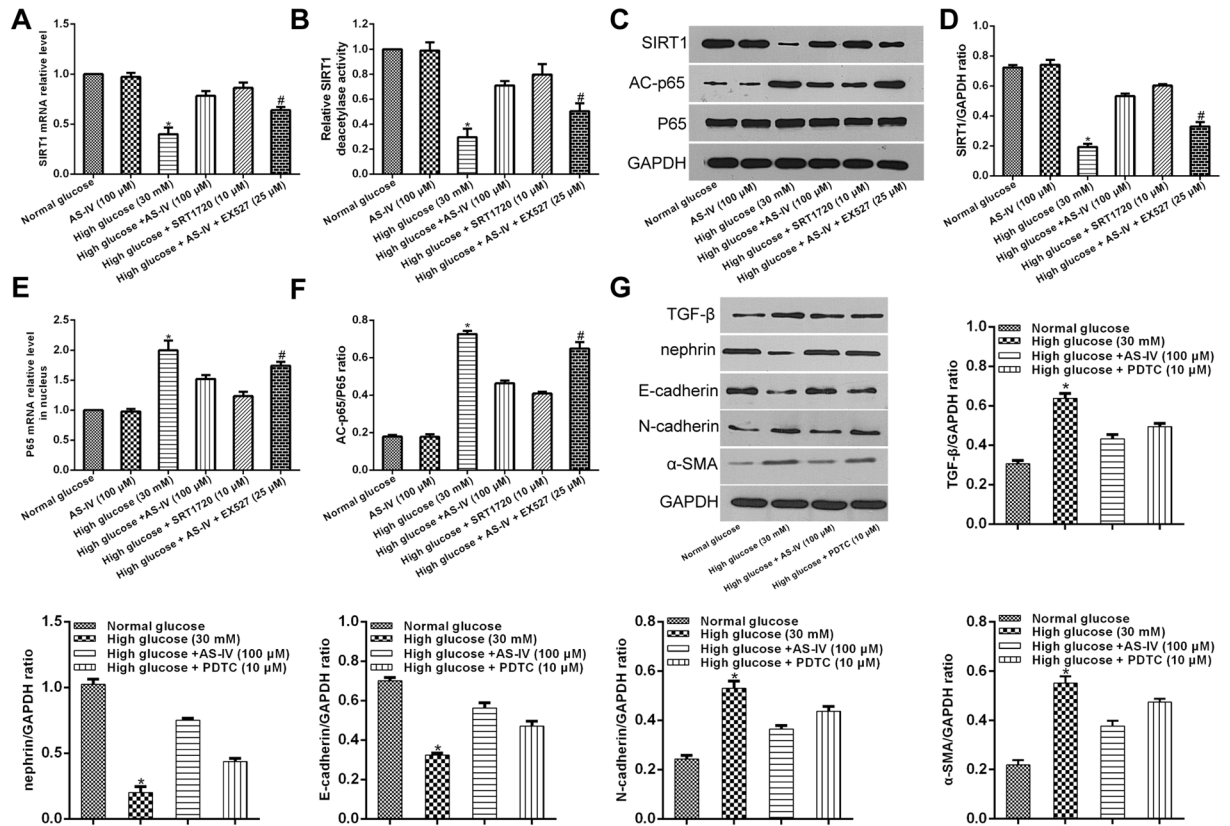 A
SIRT1 mRNA relative level
1.5
1.0
0.5
0.0
*
#
Normal glucose
AS-IV (100 μM)
High glucose (30 mM)
High glucose +AS-IV (100 μM)
High glucose + SRT1720 (10 μM)
High glucose + AS-IV + EX527 (25 μM)
B
Relative SIRT1
deacetylase activity
1.2
1.0
0.8
0.6
0.4
0.2
0.0
*
#
Normal glucose
AS-IV (100 μM)
High glucose (30 mM)
High glucose +AS-IV (100 μM)
High glucose + SRT1720 (10 μM)
High glucose + AS-IV + EX527 (25 μM)
C
SIRT1
AC-p65
P65
GAPDH
Normal glucose
AS-IV (100 μM)
High glucose (30 mM)
High glucose +AS-IV (100 μM)
High glucose + SRT1720 (10 μM)
High glucose + AS-IV + EX527 (25 μM)
D
SIRT1/GAPDH ratio
1.0
0.8
0.6
0.4
0.2
0.0
*
#
Normal glucose
AS-IV (100 μM)
High glucose (30 mM)
High glucose +AS-IV (100 μM)
High glucose + SRT1720 (10 μM)
High glucose + AS-IV + EX527 (25 μM)
E
P65 mRNA relative level
in nucleus
2.5
2.0
1.5
1.0
0.5
0.0
*
#
Normal glucose
AS-IV (100 μM)
High glucose (30 mM)
High glucose +AS-IV (100 μM)
High glucose + SRT1720 (10 μM)
High glucose + AS-IV + EX527 (25 μM)
F
AC-p65/P65 ratio
0.8
0.6
0.4
0.2
0.0
*
#
Normal glucose
AS-IV (100 μM)
High glucose (30 mM)
High glucose +AS-IV (100 μM)
High glucose + SRT1720 (10 μM)
High glucose + AS-IV + EX527 (25 μM)
G
TGF-β
nephrin
E-cadherin
N-cadherin
α-SMA
GAPDH
Normal glucose
High glucose (30 mM)
High glucose + AS-IV (100 μM)
High glucose + PDTC (10 μM)
TGF-β/GAPDH ratio
1.0
0.8
0.6
0.4
0.2
0.0
Normal glucose
High glucose (30 mM)
High glucose +AS-IV (100 μM)
High glucose + PDTC (10 μM)
*
nephrin/GAPDH ratio
1.5
1.0
0.5
0.0
Normal glucose
High glucose (30 mM)
High glucose +AS-IV (100 μM)
High glucose + PDTC (10 μM)
*
E-cadherin/GAPDH ratio
1.0
0.8
0.6
0.4
0.2
0.0
Normal glucose
High glucose (30 mM)
High glucose +AS-IV (100 μM)
High glucose + PDTC (10 μM)
*
N-cadherin/GAPDH ratio
0.8
0.6
0.4
0.2
0.0
Normal glucose
High glucose (30 mM)
High glucose +AS-IV (100 μM)
High glucose + PDTC (10 μM)
*
α-SMA/GAPDH ratio
0.8
0.6
0.4
0.2
0.0
Normal glucose
High glucose (30 mM)
High glucose +AS-IV (100 μM)
High glucose + PDTC (10 μM)
*